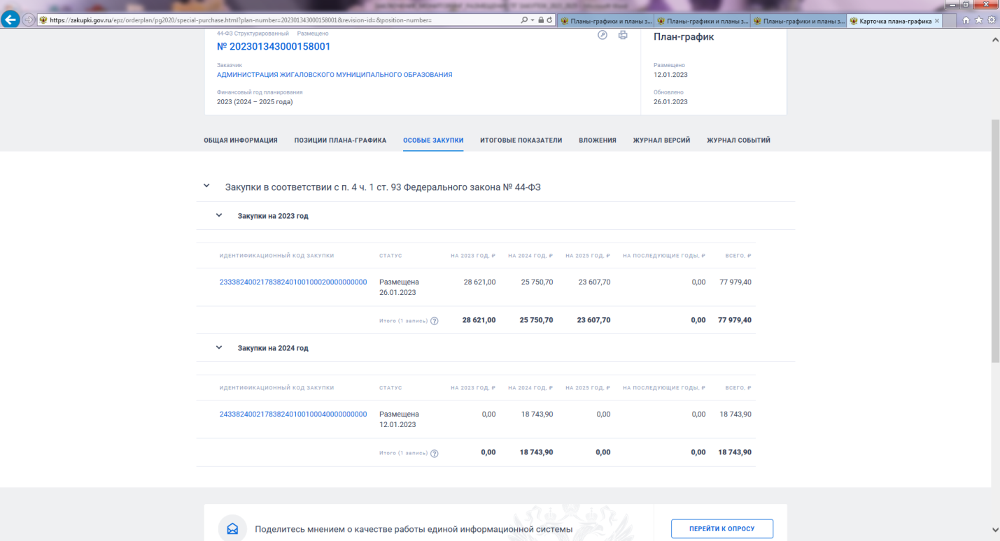 https://zakupki.gov.ru/epz/orderplan/pg2020/special-purchase.html?plan-number=202301343000158001&revision-id=&position-number=
Планы-графики и планы з...
Планы-графики и планы з...
Планы-графики и планы з...
Карточка плана-графика
44-ФЗ Структурированный Размещено
№ 202301343000158001
Заказчик
АДМИНИСТРАЦИЯ ЖИГАЛОВСКОГО МУНИЦИПАЛЬНОГО ОБРАЗОВАНИЯ
Финансовый год планирования
2023 (2024 – 2025 года)
План-график
Размещено
12.01.2023
Обновлено
26.01.2023
ОБЩАЯ ИНФОРМАЦИЯ ПОЗИЦИИ ПЛАНА-ГРАФИКА ОСОБЫЕ ЗАКУПКИ ИТОГОВЫЕ ПОКАЗАТЕЛИ ВЛОЖЕНИЯ ЖУРНАЛ ВЕРСИЙ ЖУРНАЛ СОБЫТИЙ
Закупки в соответствии с п. 4 ч. 1 ст. 93 Федерального закона № 44-ФЗ
Закупки на 2023 год
ИДЕНТИФИКАЦИОННЫЙ КОД ЗАКУПКИ СТАТУС НА 2023 ГОД, ₽ НА 2024 ГОД, ₽ НА 2025 ГОД, ₽ НА ПОСЛЕДУЮЩИЕ ГОДЫ, ₽ ВСЕГО, ₽
233382400217838240100100020000000000 Размещена 28 621,00 25 750,70 23 607,70 0,00 77 979,40
26.01.2023
Итого (1 запись) ? 28 621,00 25 750,70 23 607,70 0,00 77 979,40
Закупки на 2024 год
ИДЕНТИФИКАЦИОННЫЙ КОД ЗАКУПКИ СТАТУС НА 2023 ГОД, ₽ НА 2024 ГОД, ₽ НА 2025 ГОД, ₽ НА ПОСЛЕДУЮЩИЕ ГОДЫ, ₽ ВСЕГО, ₽
243382400217838240100100040000000000 Размещена 0,00 18 743,90 0,00 0,00 18 743,90
12.01.2023
Итого (1 запись) ? 0,00 18 743,90 0,00 0,00 18 743,90
Поделитесь мнением о качестве работы единой информационной системы
ПЕРЕЙТИ К ОПРОСУ